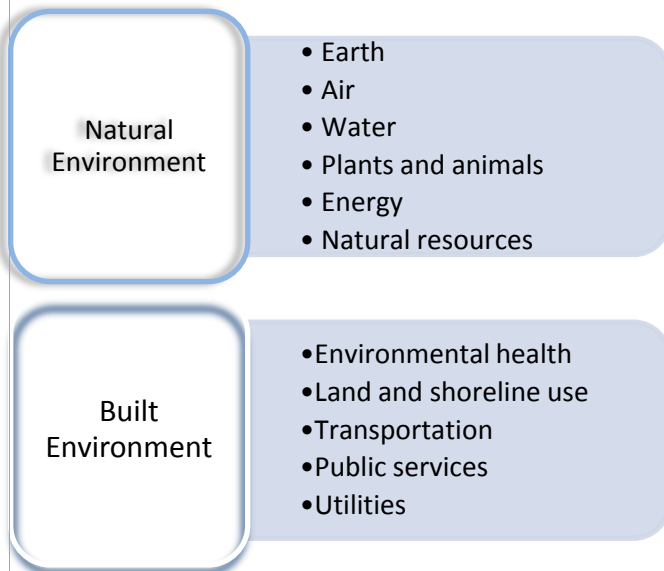 Natural
Environment
• Earth
• Air
• Water
• Plants and animals
• Energy
• Natural resources
Built
Environment
•Environmental health
•Land and shoreline use
•Transportation
•Public services
•Utilities